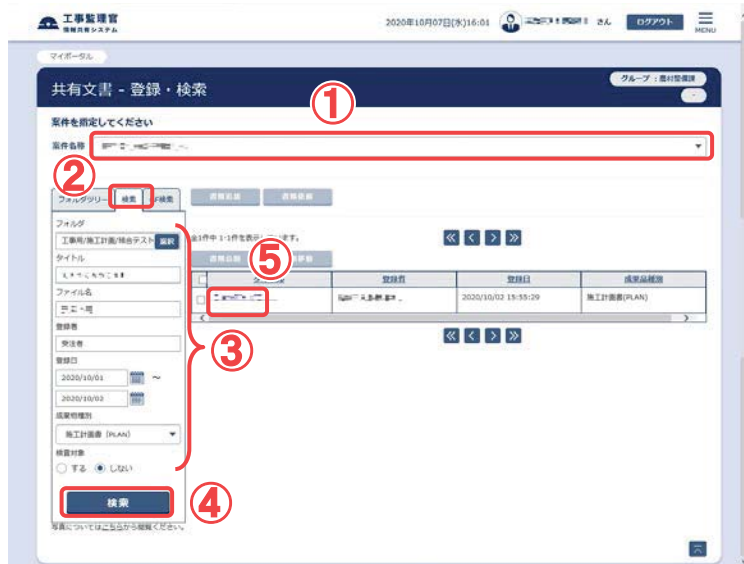 工事監理官
情報共有システム
2020年10月07日(水)16:01
さん
ログアウト
MENU
マイポータル
共有文書 - 登録・検索
グループ：農村整備課
-
①
案件を指定してください
案件名称
②
フォルダツリー
検索
書類追加
フォルダ
工事用/施工計画/総合テスト
選択
全1件中 1-1件を表示しています。
« < > »
タイトル
⑤
登録者
登録日
成果品種別
2020/10/02 15:55:29
施工計画書(PLAN)
ファイル名
« < > »
登録者
受注者
③
登録日
2020/10/01
～
2020/10/02
成果物種別
施工計画書 (PLAN)
検査対象
する
しない
検索
④
写真についてはこちらから閲覧ください。